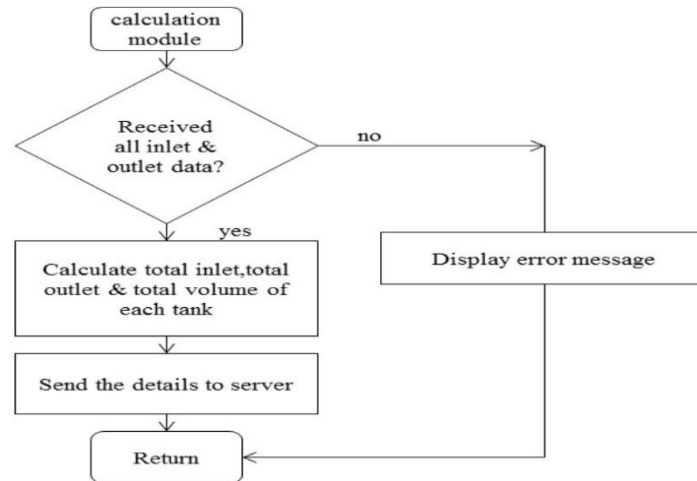 calculation
module
Received
all inlet &
outlet data?
no
yes
Calculate total inlet,total
outlet & total volume of
each tank
Display error message
Send the details to server
Return